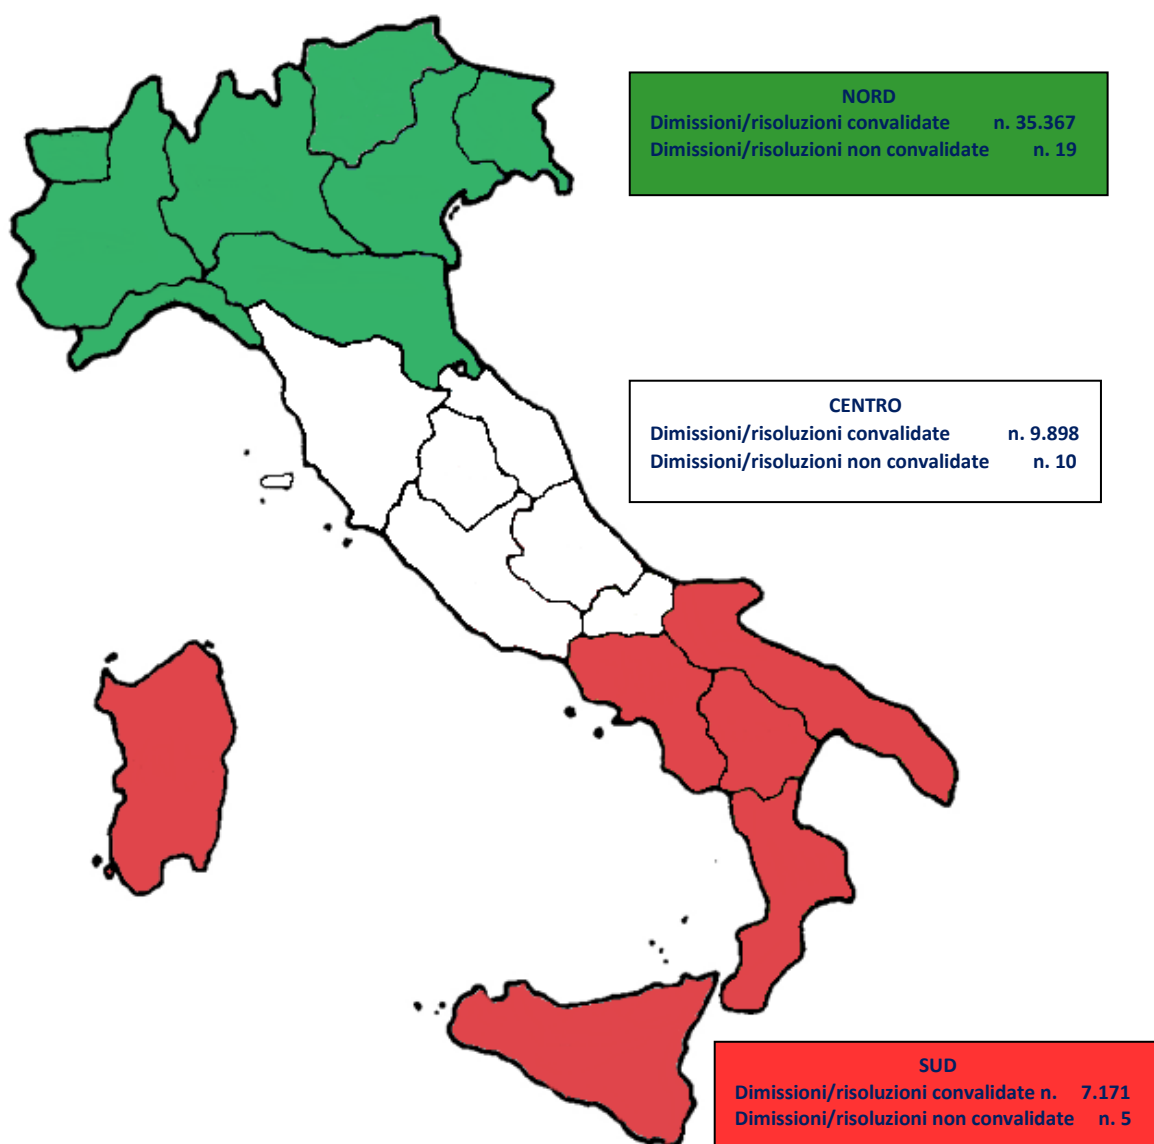 NORD
Dimissioni/risoluzioni convalidate n. 35.367
Dimissioni/risoluzioni non convalidate n. 19
CENTRO
Dimissioni/risoluzioni convalidate n. 9.898
Dimissioni/risoluzioni non convalidate n. 10
SUD
Dimissioni/risoluzioni convalidate n. 7.171
Dimissioni/risoluzioni non convalidate n. 5